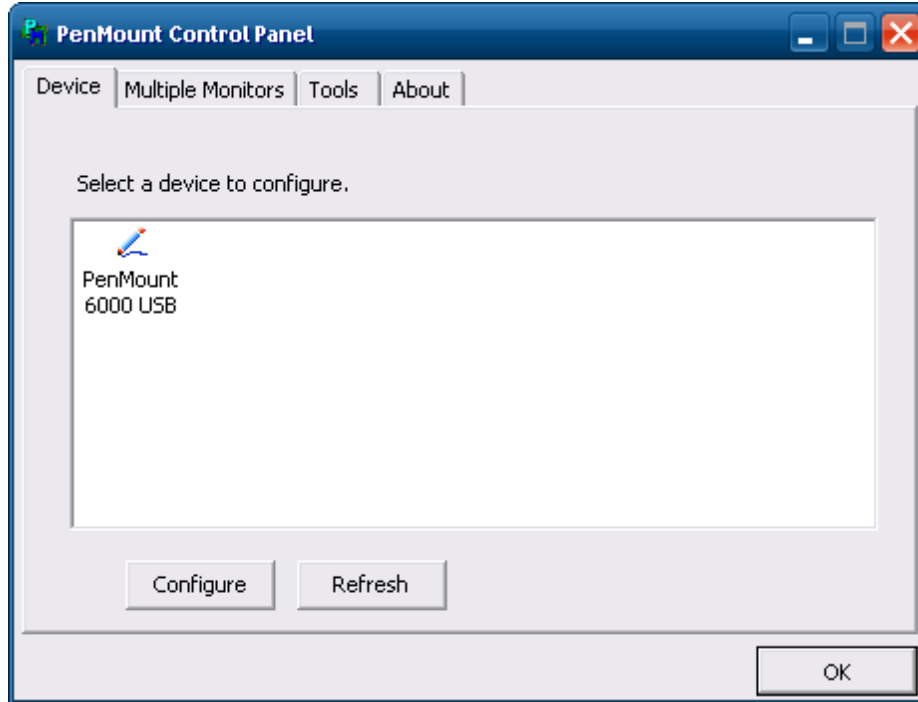 PenMount Control Panel
Device Multiple Monitors Tools About
Select a device to configure.
PenMount
6000 USB
Configure Refresh
OK